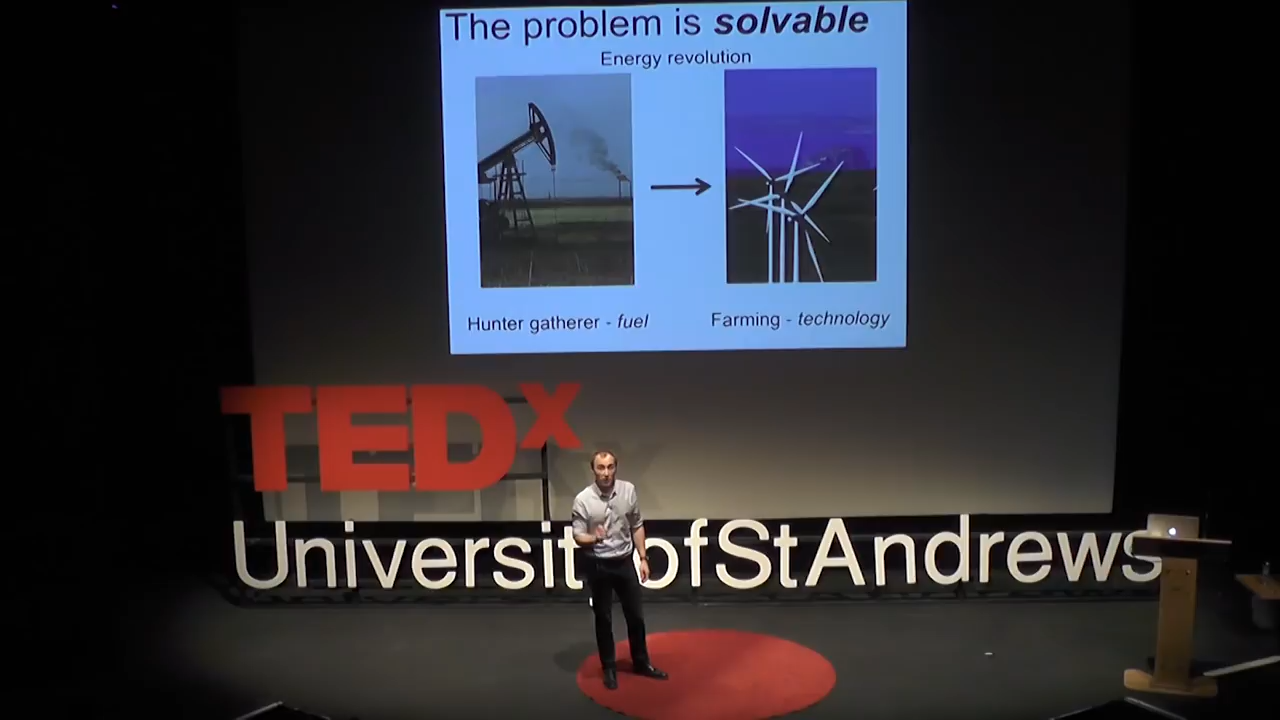 The problem is solvable
Energy revolution
Hunter gatherer - fuel
Farming - technology
TEDx
UniversityofStAndrews